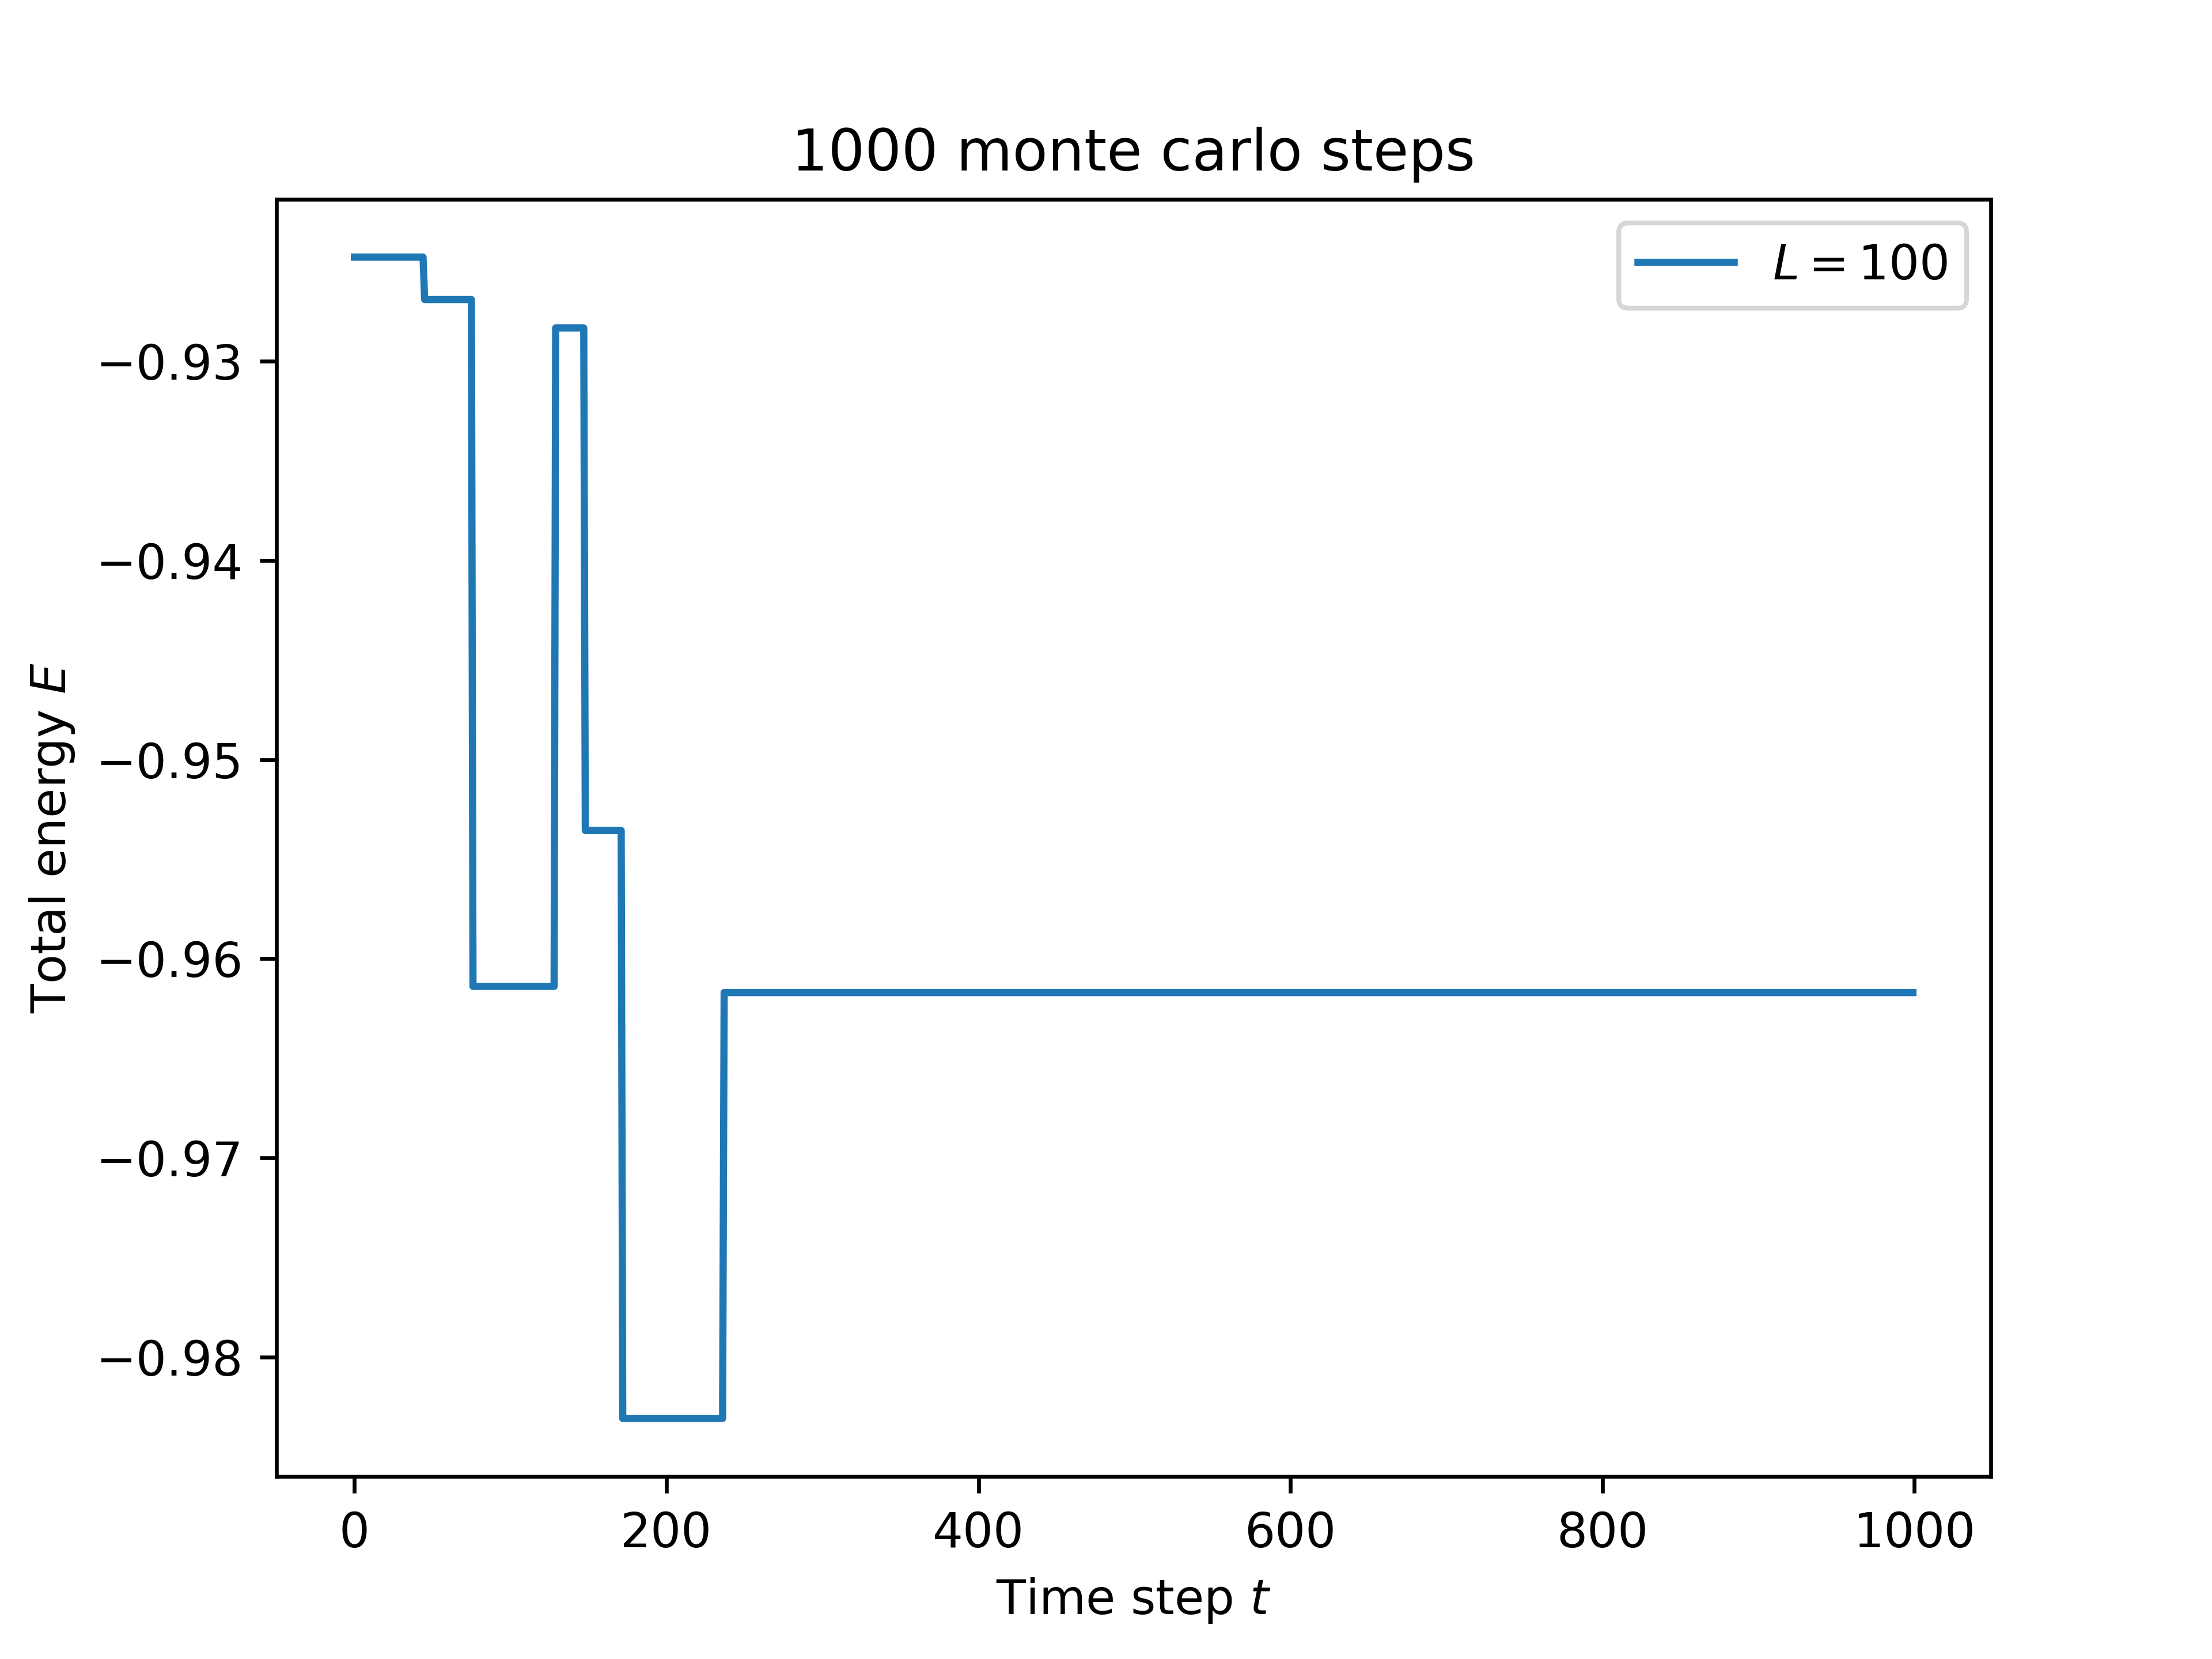 1000 monte carlo steps
L = 100
Total energy E
−0.93
−0.94
−0.95
−0.96
−0.97
−0.98
0 200 400 600 800 1000
Time step t